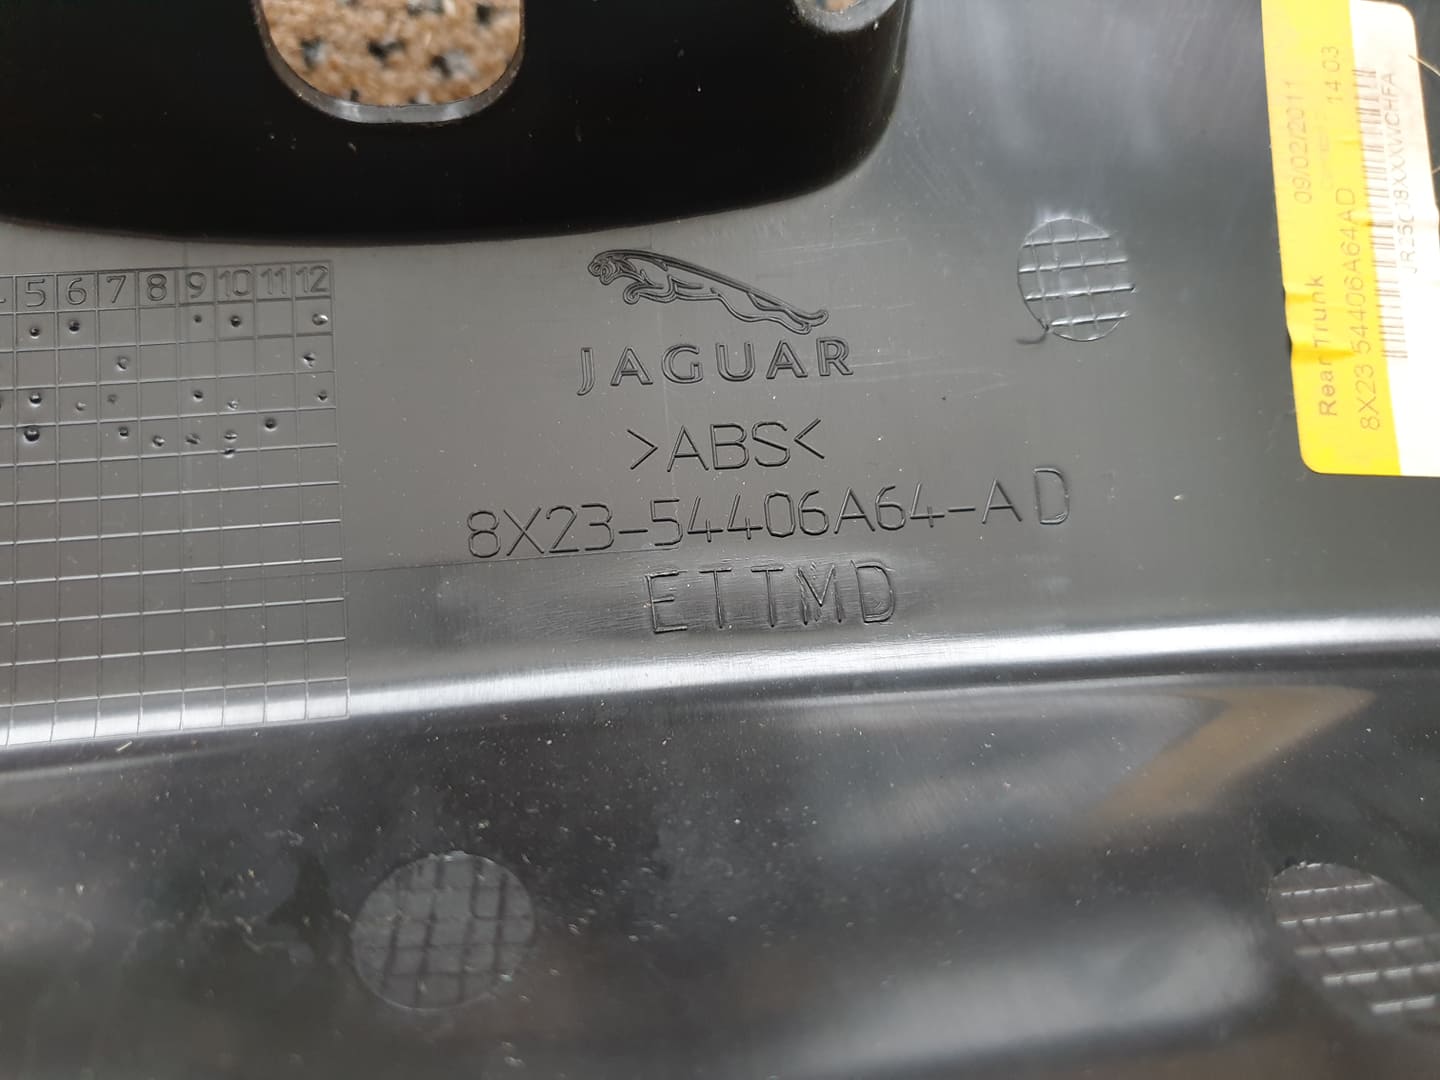 5 6 7 8 9 10 11 12
JAGUAR
>ABS<
8X23-54406A64-AD
ETTMD
Rear Trunk 09/02/2011 14 03
8X23 54406A64AD